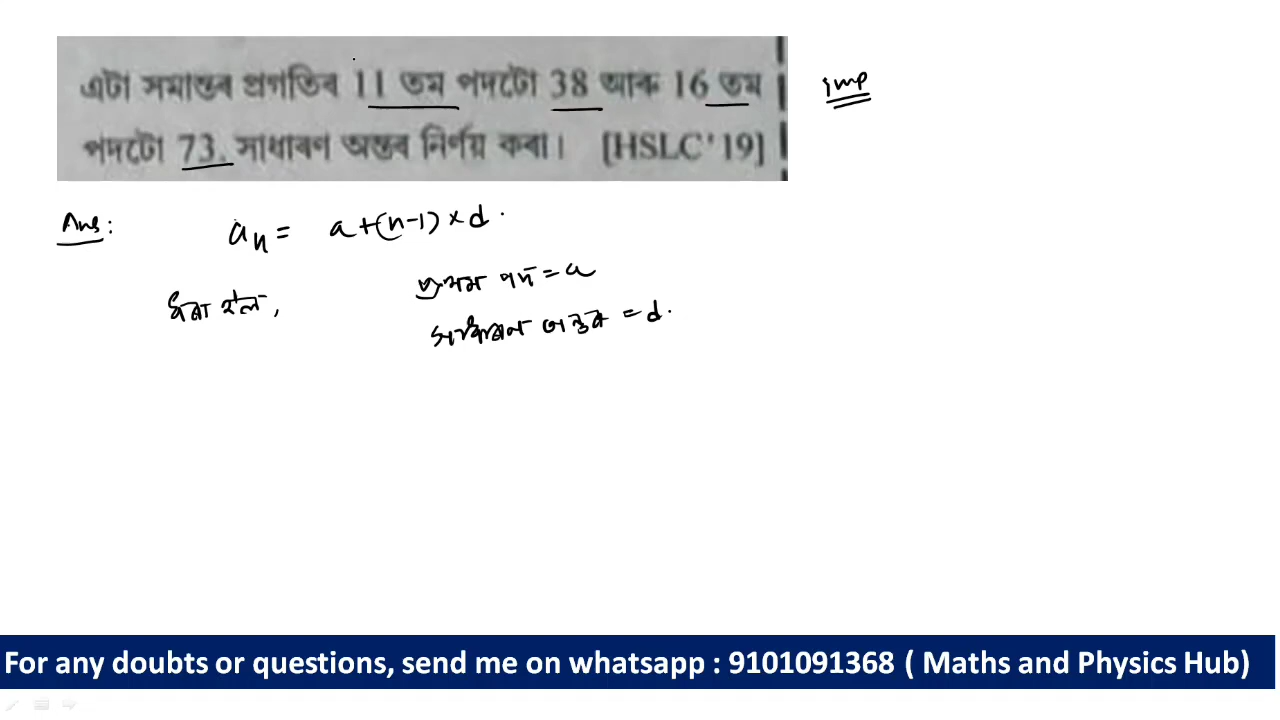 এটা সমান্তৰ প্ৰগতিৰ 11 তম পদটো 38 আৰু 16 তম
পদটো 73. সাধাৰণ অন্তৰ নিৰ্ণয় কৰা। [HSLC'19]
imp
Ans:
aₙ = a+(n-1)×d.
ধৰা হ'ল,
প্ৰথম পদ = a
সাধাৰণ অন্তৰ = d.
For any doubts or questions, send me on whatsapp : 9101091368 ( Maths and Physics Hub)